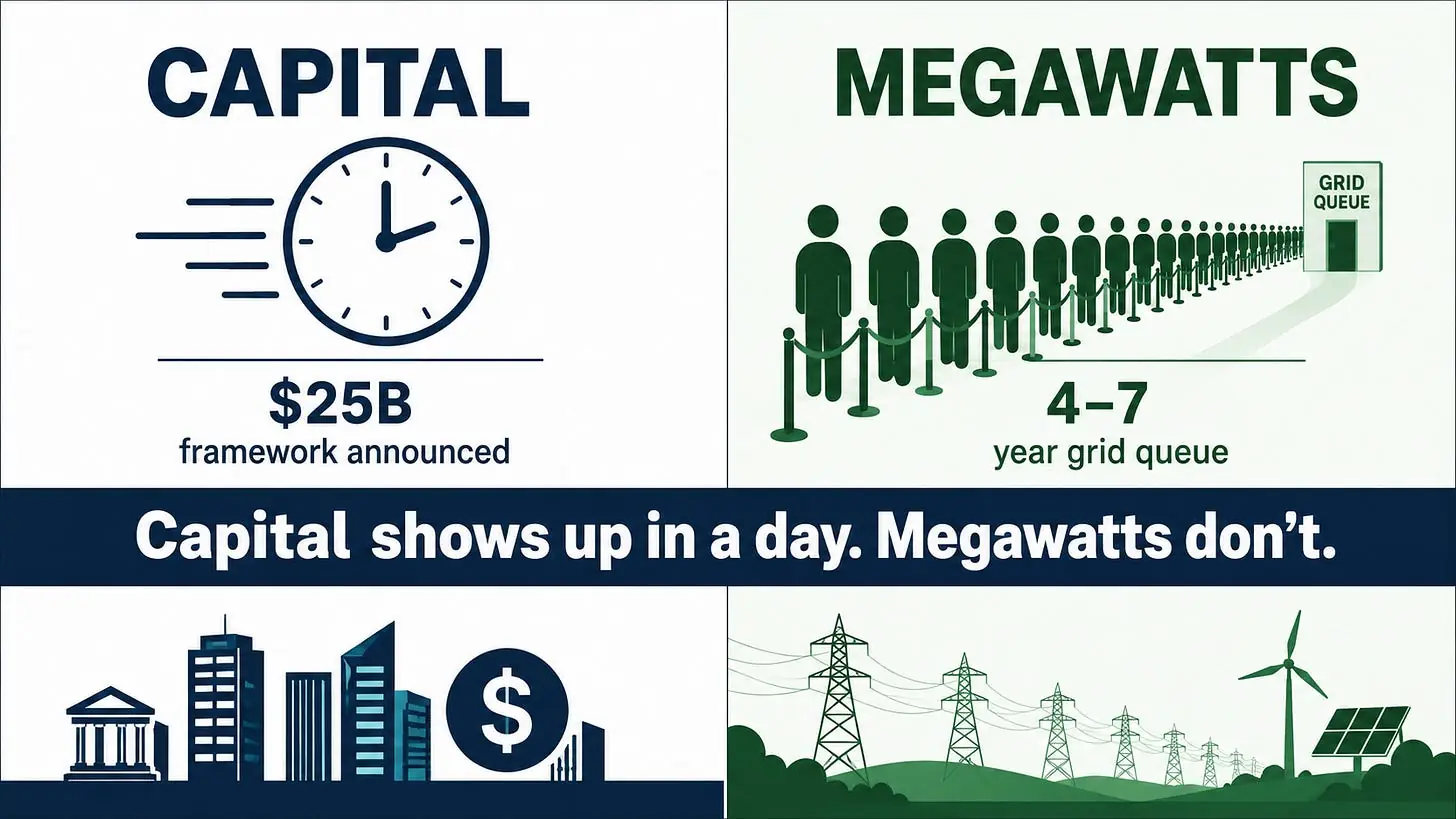 CAPITAL
$25B
framework announced
MEGAWATTS
GRID
QUEUE
4–7
year grid queue
Capital shows up in a day. Megawatts don’t.
$